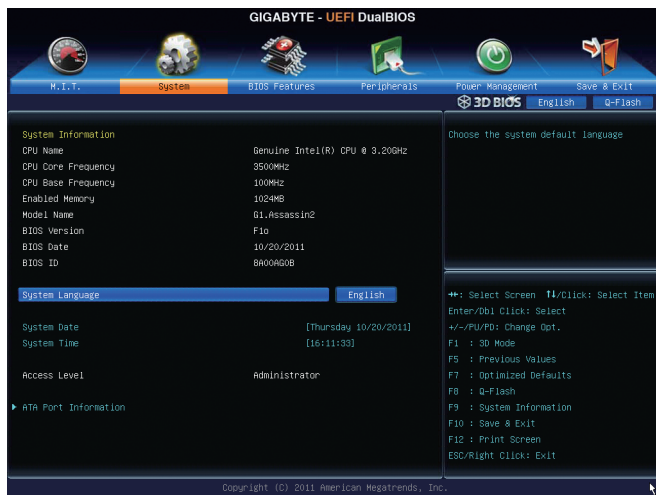 GIGABYTE - UEFI DualBIOS
M.I.T.
System
BIOS Features
Peripherals
Power Management
Save & Exit
3D BIOS
English
Q-Flash
System Information
CPU Name Genuine Intel(R) CPU @ 3.20GHz
CPU Core Frequency 3500MHz
CPU Base Frequency 100MHz
Enabled Memory 1024MB
Model Name G1.Assassin2
BIOS Version F1o
BIOS Date 10/20/2011
BIOS ID 8A00AG0B
System Language English
System Date [Thursday 10/20/2011]
System Time [16:11:33]
Access Level Administrator
ATA Port Information
Choose the system default language
→←: Select Screen ↑↓/Click: Select Item
Enter/Dbl Click: Select
+/-/PU/PD: Change Opt.
F1 : 3D Mode
F5 : Previous Values
F7 : Optimized Defaults
F8 : Q-Flash
F9 : System Information
F10 : Save & Exit
F12 : Print Screen
ESC/Right Click: Exit
Copyright (C) 2011 American Megatrends, Inc.